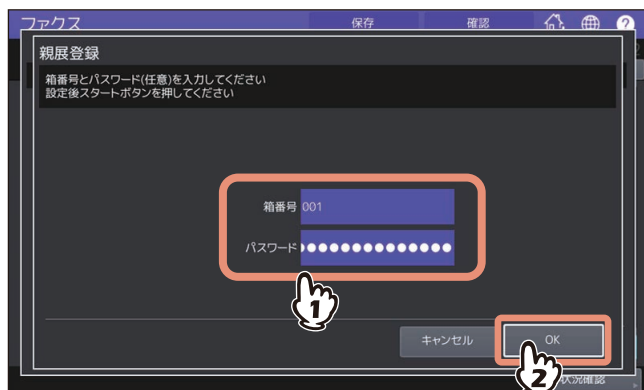 ファクス 保存 確認 ?
親展登録
箱番号とパスワード(任意)を入力してください
設定後スタートボタンを押してください
箱番号 001
パスワード ●●●●●●●●●●●●●●
1
キャンセル OK
2
状況確認